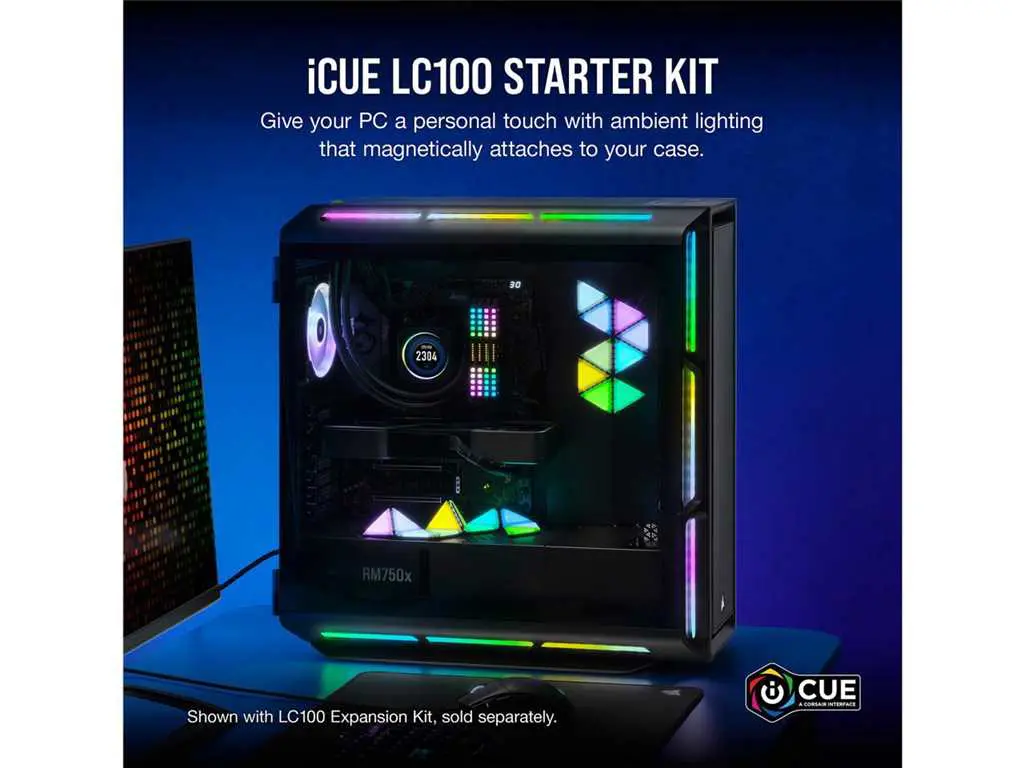 iCUE LC100 STARTER KIT
Give your PC a personal touch with ambient lighting
that magnetically attaches to your case.
30
2304
RM750x
Shown with LC100 Expansion Kit, sold separately.
iCUE
A CORSAIR INTERFACE